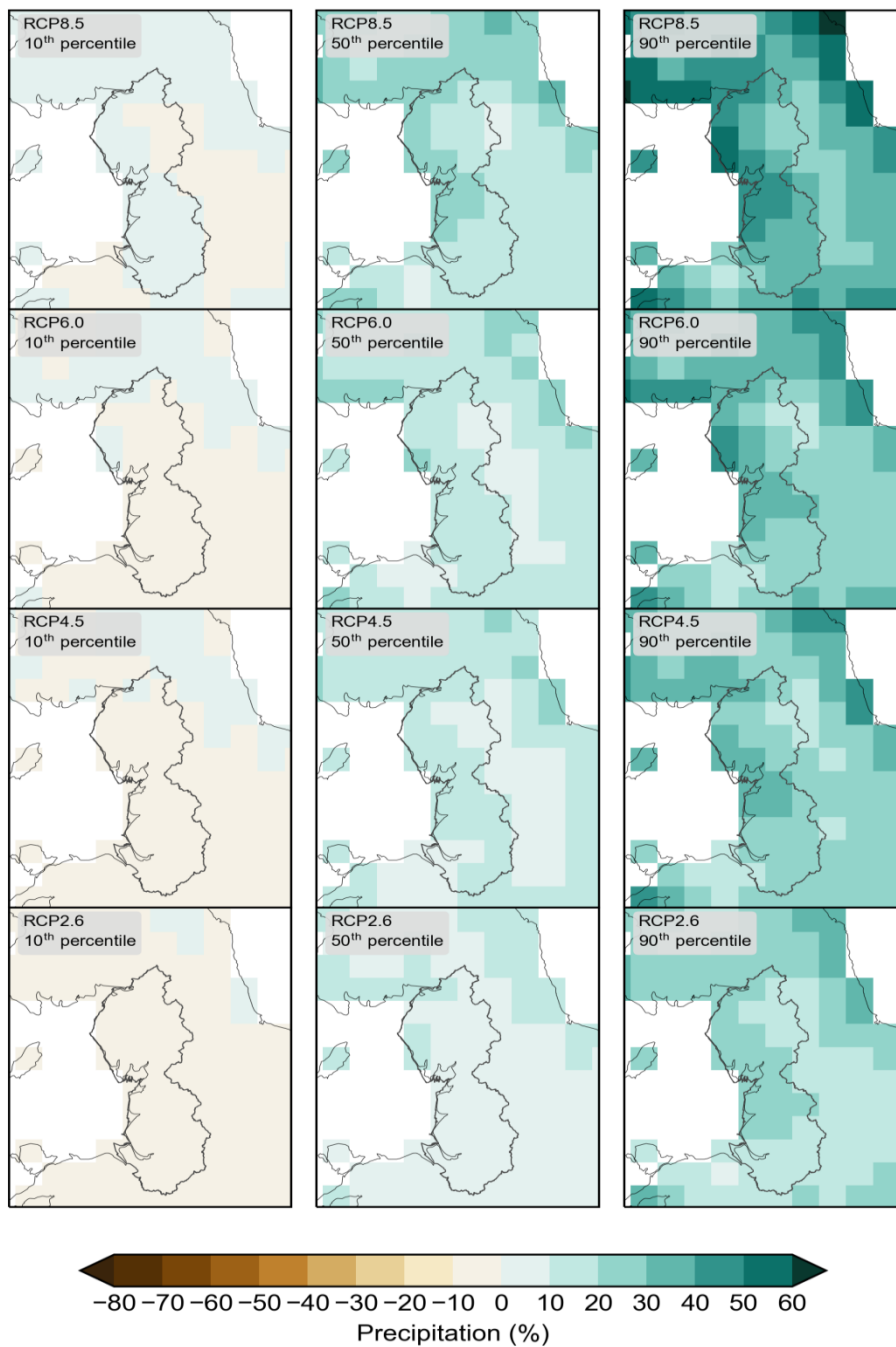 RCP8.5
10th percentile
RCP8.5
50th percentile
RCP8.5
90th percentile
RCP6.0
10th percentile
RCP6.0
50th percentile
RCP6.0
90th percentile
RCP4.5
10th percentile
RCP4.5
50th percentile
RCP4.5
90th percentile
RCP2.6
10th percentile
RCP2.6
50th percentile
RCP2.6
90th percentile
−80 −70 −60 −50 −40 −30 −20 −10 0 10 20 30 40 50 60
Precipitation (%)